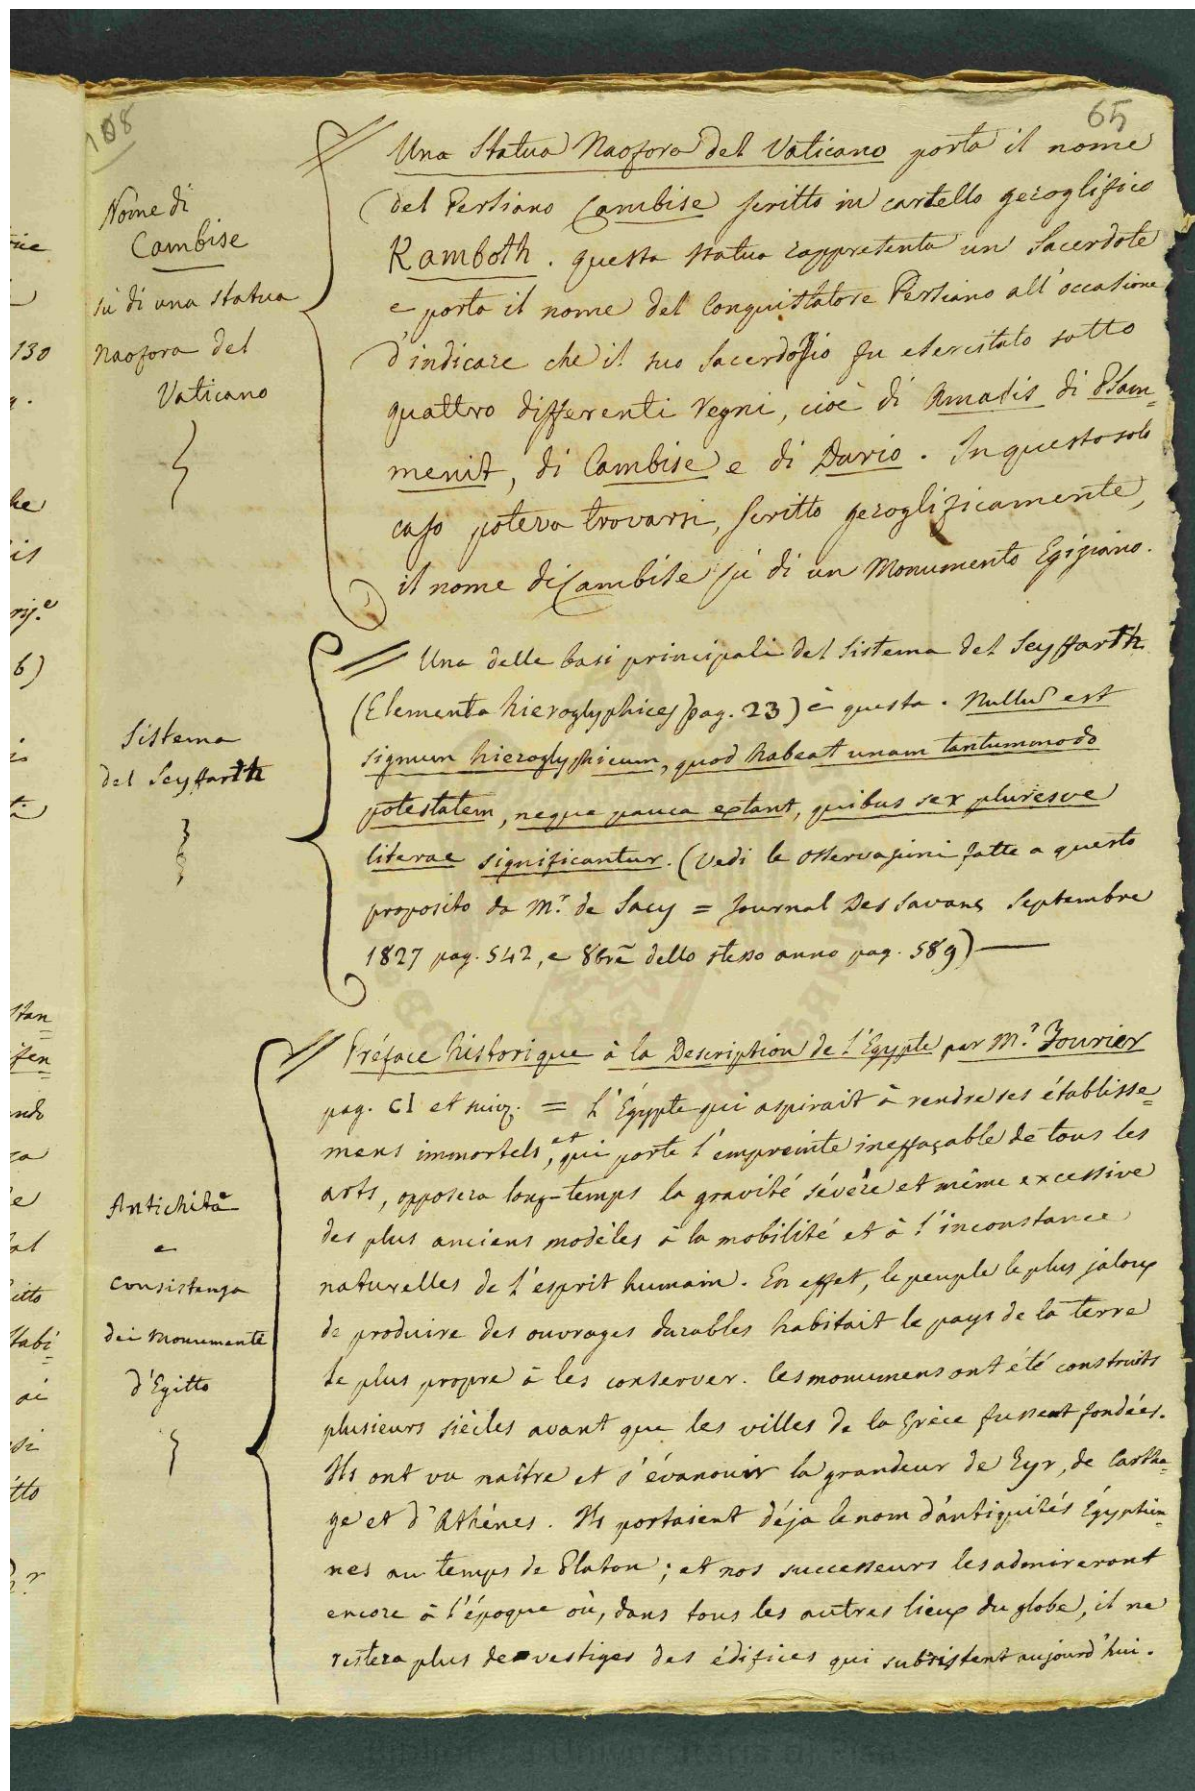 108
65
Nome di
Cambise
sù di una statua
Naofora del
Vaticano
Una Statua Naofora del Vaticano porta il nome
del Persiano Cambise scritto in cartello geroglifico
Kamboth. questa statua rappresenta un Sacerdote
e porta il nome del Conquistatore Persiano all'occasione
d'indicare che il suo Sacerdozio fu esercitato sotto
quattro differenti Regni, cioè di Amasis di Psam=
menit, di Cambise e di Dario. In questo solo
caso poteva trovarsi, scritto geroglificamente,
il nome di Cambise sù di un Monumento Egiziano.
Sistema
del Seyffarth
Una delle basi principali del Sistema del Seyffarth
(Elementa hieroglyphices pag. 23) è questa. Nullum est
signum hieroglyphicum, quod habeat unam tantummodo
potestatem, neque pauca extant, quibus sex pluresve
literae significantur. (Vedi le osservazioni fatte a questo
proposito da Mr. de Sacy = Journal Des Savans Septembre
1827 pag. 542, e 8bre dello stesso anno pag. 589)
Antichità
e
consistenza
dei Monumente
d'Egitto
Préface historique à la Description de l'Egypte par Mr. Fourier
pag. CI et suiv. = L'Égypte qui aspirait à rendre ses établisse=
mens immortels, et qui porte l'empreinte ineffaçable de tous les
arts, opposera long-temps la gravité sévère et même excessive
des plus anciens modèles à la mobilité et à l'inconstance
naturelles de l'esprit humain. En effet, le peuple le plus jaloux
de produire des ouvrages durables habitait le pays de la terre
le plus propre à les conserver. les monumens ont été construits
plusieurs siècles avant que les villes de la Grèce fussent fondées.
Ils ont vu naître et s'évanouir la grandeur de Tyr, de Cartha=
ge et d'Athénes. Ils portaient déja le nom d'antiquités Égyptien=
nes au temps de Platon; et nos successeurs les admireront
encore à l'époque où, dans tous les autres lieux du globe, il ne
restera plus de vestiges des édifices qui subsistent aujourd'hui.